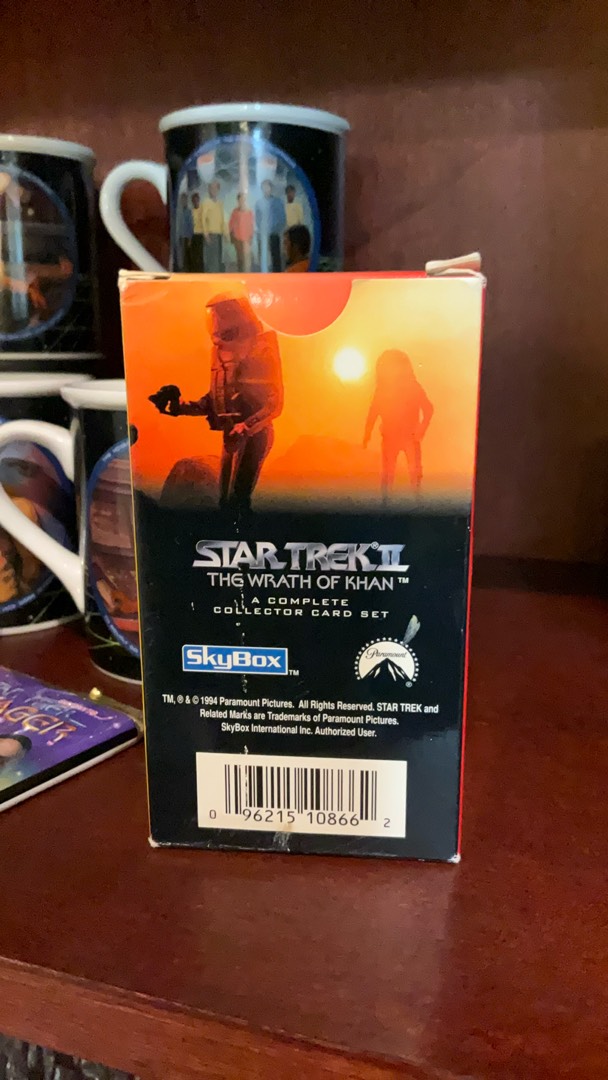 STAR TREK® II
THE WRATH OF KHAN™
A COMPLETE
COLLECTOR CARD SET
SkyBox™
Paramount
®
TM, ® & © 1994 Paramount Pictures. All Rights Reserved. STAR TREK and
Related Marks are Trademarks of Paramount Pictures.
SkyBox International Inc. Authorized User.
0 96215 10866 2